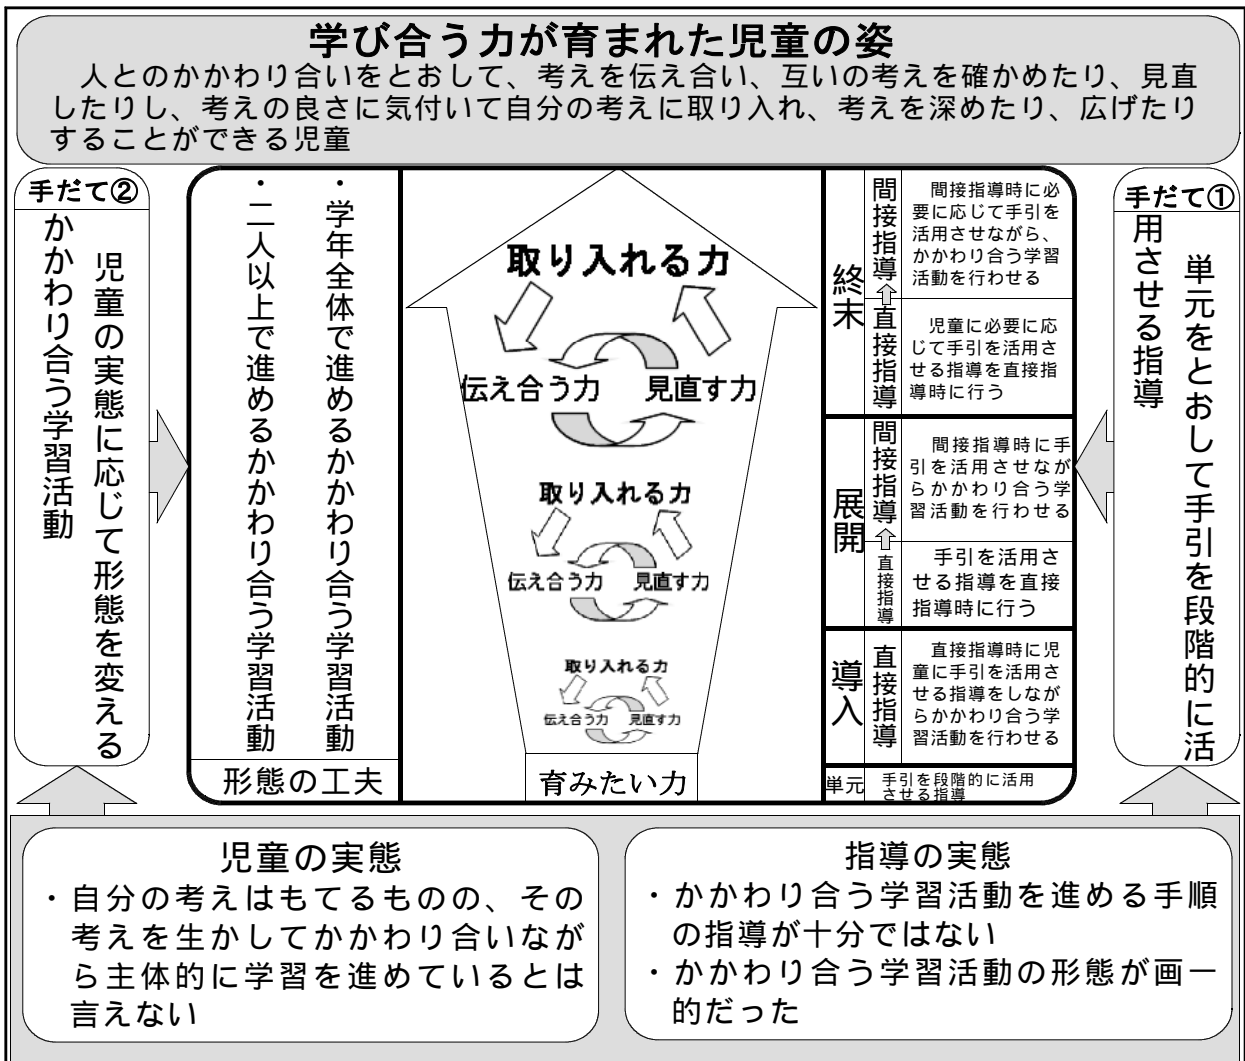 学び合う力が育まれた児童の姿
人とのかかわり合いをとおして、考えを伝え合い、互いの考えを確かめたり、見直
したりし、考えの良さに気付いて自分の考えに取り入れ、考えを深めたり、広げたり
することができる児童
手だて②
児童の実態に応じて形態を変える
かかわり合う学習活動
・学年全体で進めるかかわり合う学習活動
・二人以上で進めるかかわり合う学習活動
形態の工夫
取り入れる力
伝え合う力
見直す力
取り入れる力
伝え合う力
見直す力
取り入れる力
伝え合う力
見直す力
育みたい力
終末
間接指導
間接指導時に必
要に応じて手引を
活用させながら、
かかわり合う学習
活動を行わせる
直接指導
児童に必要に応
じて手引を活用さ
せる指導を直接指
導時に行う
展開
間接指導
間接指導時に手
引を活用させなが
らかかわり合う学
習活動を行わせる
直接指導
手引を活用さ
せる指導を直接
指導時に行う
導入
直接指導
直接指導時に児
童に手引を活用さ
せる指導をしなが
らかかわり合う学
習活動を行わせる
単元
手引を段階的に活用
させる指導
手だて①
単元をとおして手引を段階的に活
用させる指導
児童の実態
・自分の考えはもてるものの、その
考えを生かしてかかわり合いなが
ら主体的に学習を進めているとは
言えない
指導の実態
・かかわり合う学習活動を進める手順
の指導が十分ではない
・かかわり合う学習活動の形態が画一
的だった